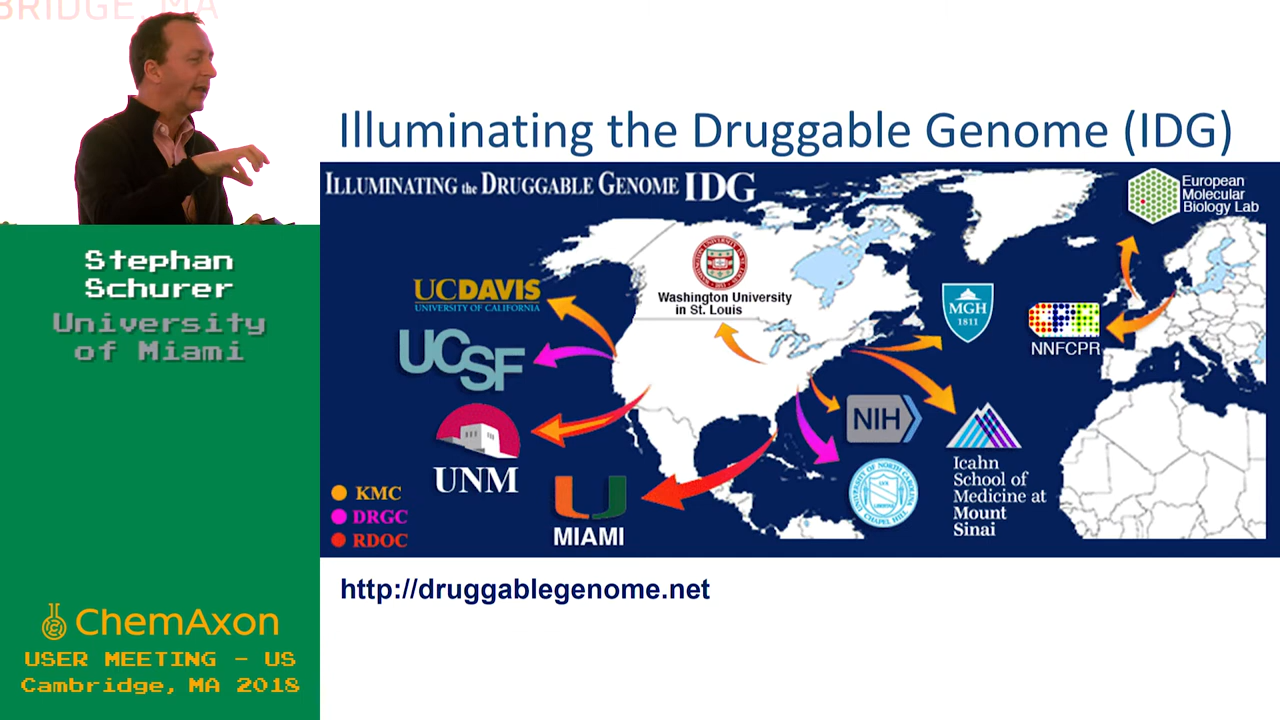 BRIDGE, MA
Illuminating the Druggable Genome (IDG)
ILLUMINATING the DRUGGABLE GENOME IDG
European
Molecular
Biology Lab
Washington University
in St. Louis
UCDAVIS
UNIVERSITY OF CALIFORNIA
MGH
1811
NNFCPR
UCSF
NIH
UNM
Icahn
School of
Medicine at
Mount
Sinai
MIAMI
KMC
DRGC
RDOC
http://druggablegenome.net
Stephan
Schurer
University
of Miami
ChemAxon
USER MEETING - US
Cambridge, MA 2018